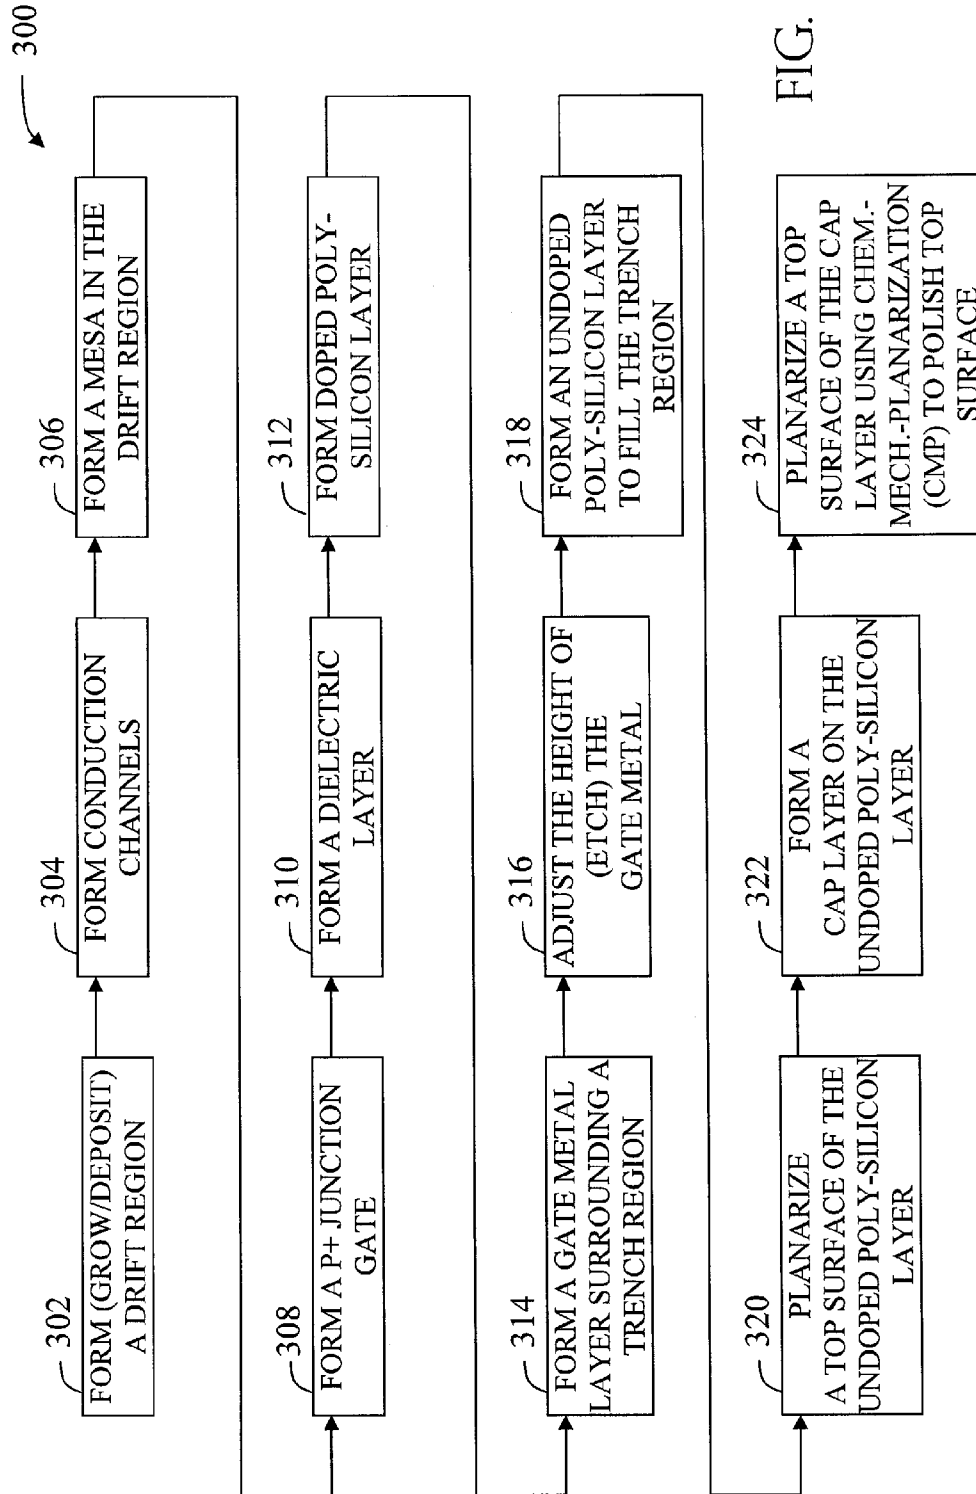 300
302
FORM (GROW/DEPOSIT)
A DRIFT REGION
304
FORM CONDUCTION
CHANNELS
306
FORM A MESA IN THE
DRIFT REGION
308
FORM A P+ JUNCTION
GATE
310
FORM A DIELECTRIC
LAYER
312
FORM DOPED POLY-
SILICON LAYER
314
FORM A GATE METAL
LAYER SURROUNDING A
TRENCH REGION
316
ADJUST THE HEIGHT OF
(ETCH) THE
GATE METAL
318
FORM AN UNDOPED
POLY-SILICON LAYER
TO FILL THE TRENCH
REGION
320
PLANARIZE
A TOP SURFACE OF THE
UNDOPED POLY-SILICON
LAYER
322
FORM A
CAP LAYER ON THE
UNDOPED POLY-SILICON
LAYER
324
PLANARIZE A TOP
SURFACE OF THE CAP
LAYER USING CHEM.-
MECH.-PLANARIZATION
(CMP) TO POLISH TOP
SURFACE
FIG.